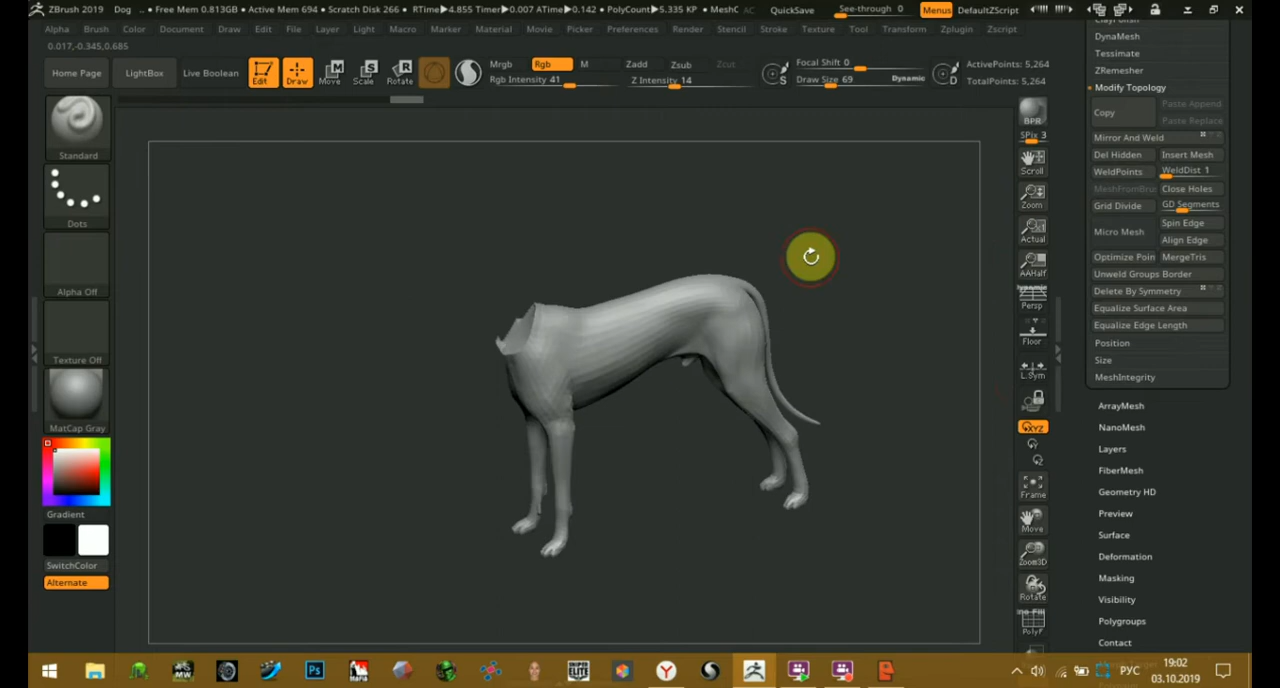 ZBrush 2019 Dog .. • Free Mem 0.813GB • Active Mem 694 • Scratch Disk 266 • RTime▶4.855 Timer▶0.007 ATime▶0.142 • PolyCount▶5.335 KP • MeshC AC QuickSave See-through 0 Menus DefaultZScript
Alpha Brush Color Document Draw Edit File Layer Light Macro Marker Material Movie Picker Preferences Render Stencil Stroke Texture Tool Transform Zplugin Zscript
0.017,-0.345,0.685
Home Page LightBox Live Boolean Edit Draw Move Scale Rotate
Mrgb Rgb M Zadd Zsub Zcut
Rgb Intensity 41 Z Intensity 14
Focal Shift 0
Draw Size 69 Dynamic
ActivePoints: 5,264
TotalPoints: 5,264
Standard
Dots
Alpha Off
Texture Off
MatCap Gray
Gradient
SwitchColor
Alternate
BPR
SPix 3
Scroll
Zoom
Actual
AAHalf
Persp
Floor
L.Sym
XYZ
Frame
Move
Zoom3D
Rotate
PolyF
DynaMesh
Tessimate
ZRemesher
Modify Topology
Copy Paste Append
Paste Replace
Mirror And Weld
Del Hidden Insert Mesh
WeldPoints WeldDist 1
MeshFromBru Close Holes
Grid Divide GD Segments
Micro Mesh Spin Edge
Align Edge
Optimize Poin MergeTris
Unweld Groups Border
Delete By Symmetry
Equalize Surface Area
Equalize Edge Length
Position
Size
MeshIntegrity
ArrayMesh
NanoMesh
Layers
FiberMesh
Geometry HD
Preview
Surface
Deformation
Masking
Visibility
Polygroups
Contact
РУС 19:02
03.10.2019